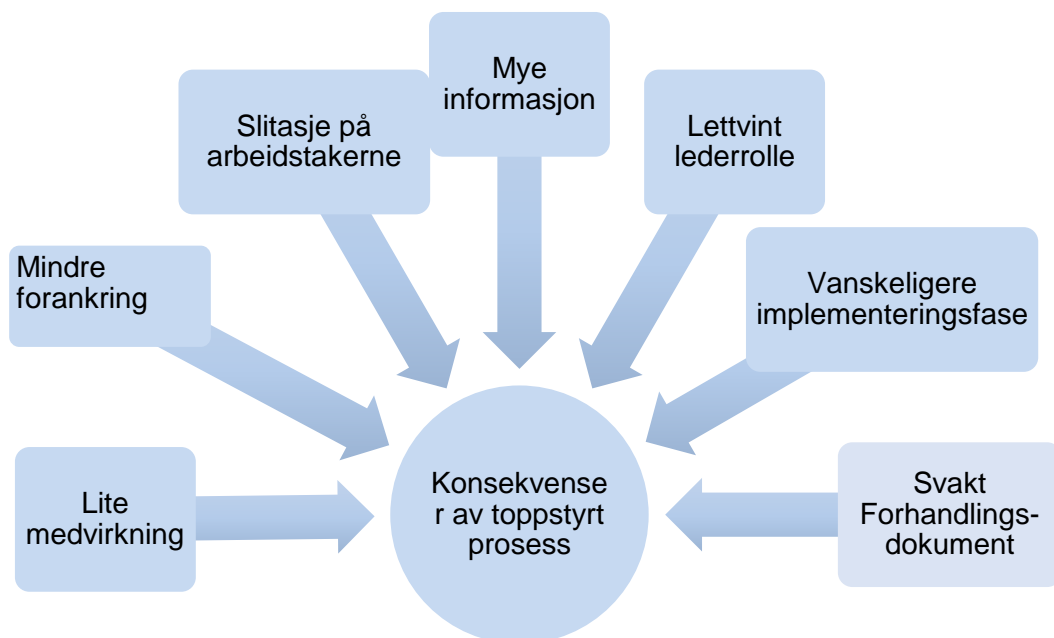 Mye
informasjon
Slitasje på
arbeidstakerne
Lettvint
lederrolle
Mindre
forankring
Vanskeligere
implementeringsfase
Lite
medvirkning
Konsekvense
r av toppstyrt
prosess
Svakt
Forhandlings-
dokument